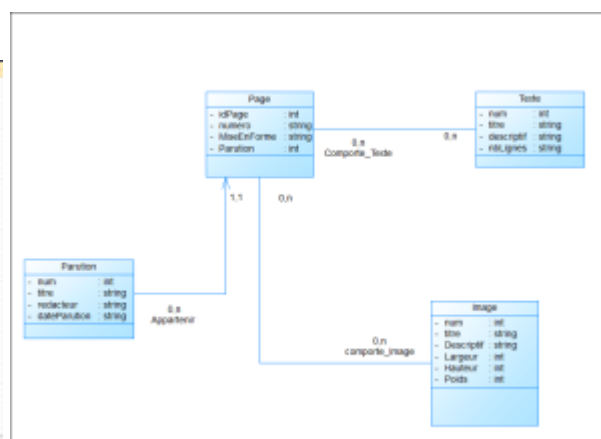 Page
- idPage : int
- numero : string
- MiseEnForme : string
- Parution : int
Texte
- num : int
- titre : string
- descriptif : string
- nbLignes : string
0,n
Comporte_Texte
0,n
1,1
0,n
Parution
- num : int
- titre : string
- redacteur : string
- dateParution : string
0,n
Appartenir
Image
- num : int
- titre : string
- Descriptif : string
- Largeur : int
- Hauteur : int
- Poids : int
0,n
comporte_image